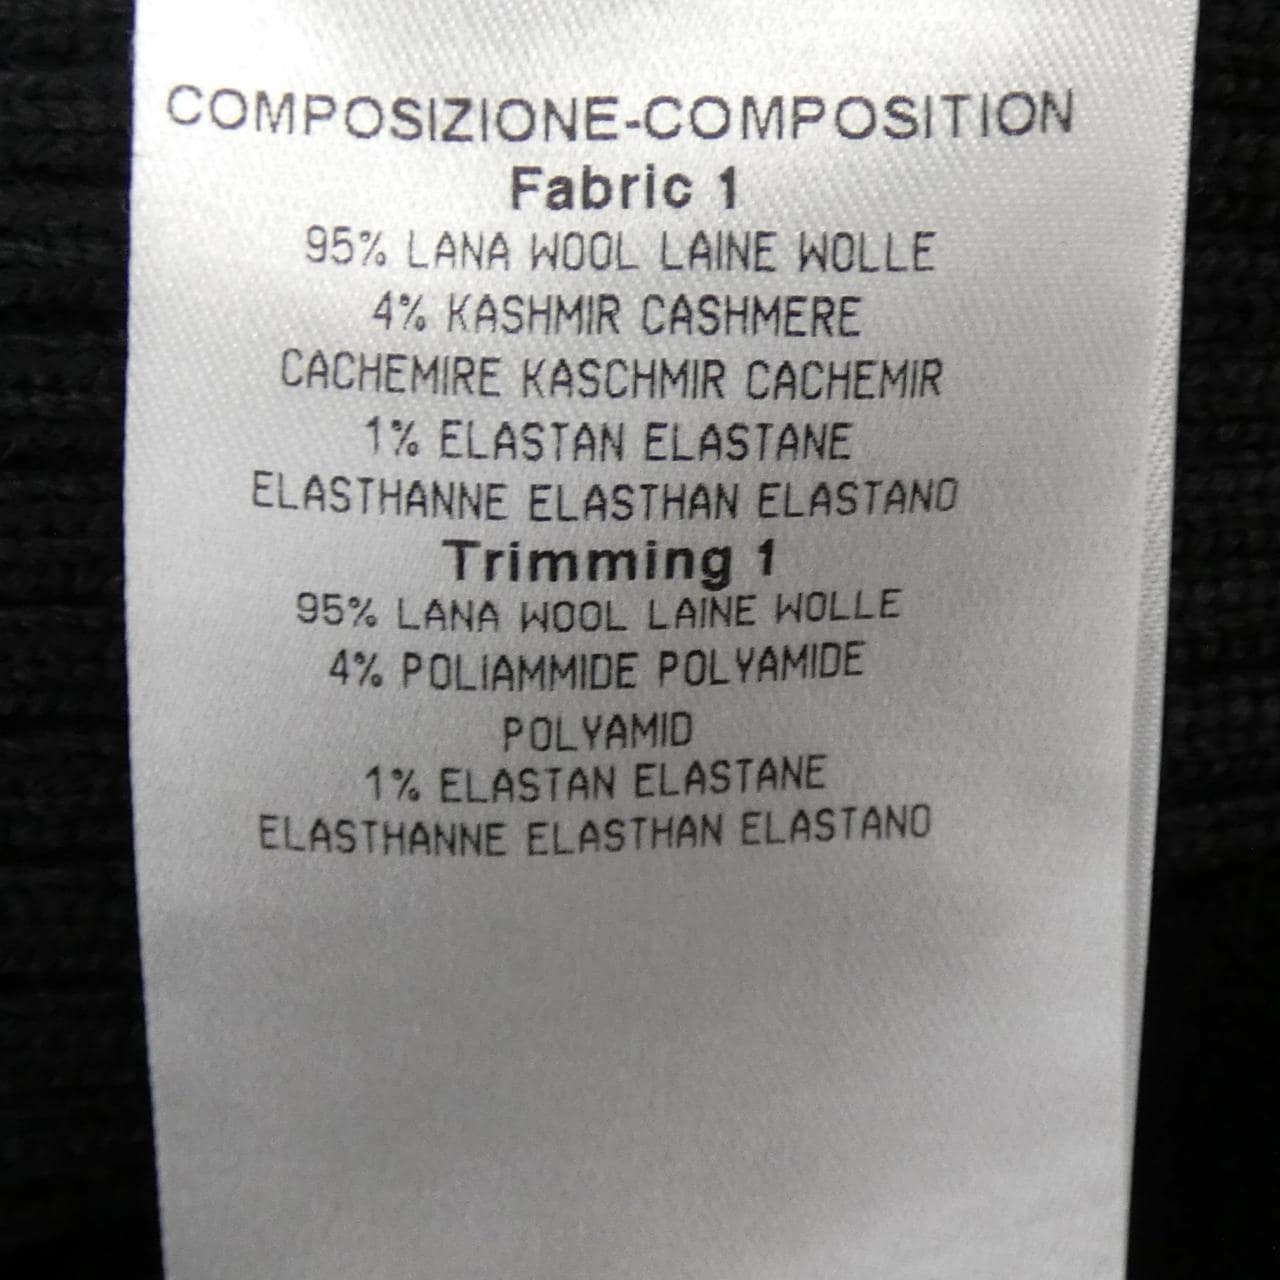 COMPOSIZIONE-COMPOSITION
Fabric 1
95% LANA WOOL LAINE WOLLE
4% KASHMIR CASHMERE
CACHEMIRE KASCHMIR CACHEMIR
1% ELASTAN ELASTANE
ELASTHANNE ELASTHAN ELASTANO
Trimming 1
95% LANA WOOL LAINE WOLLE
4% POLIAMMIDE POLYAMIDE
POLYAMID
1% ELASTAN ELASTANE
ELASTHANNE ELASTHAN ELASTANO